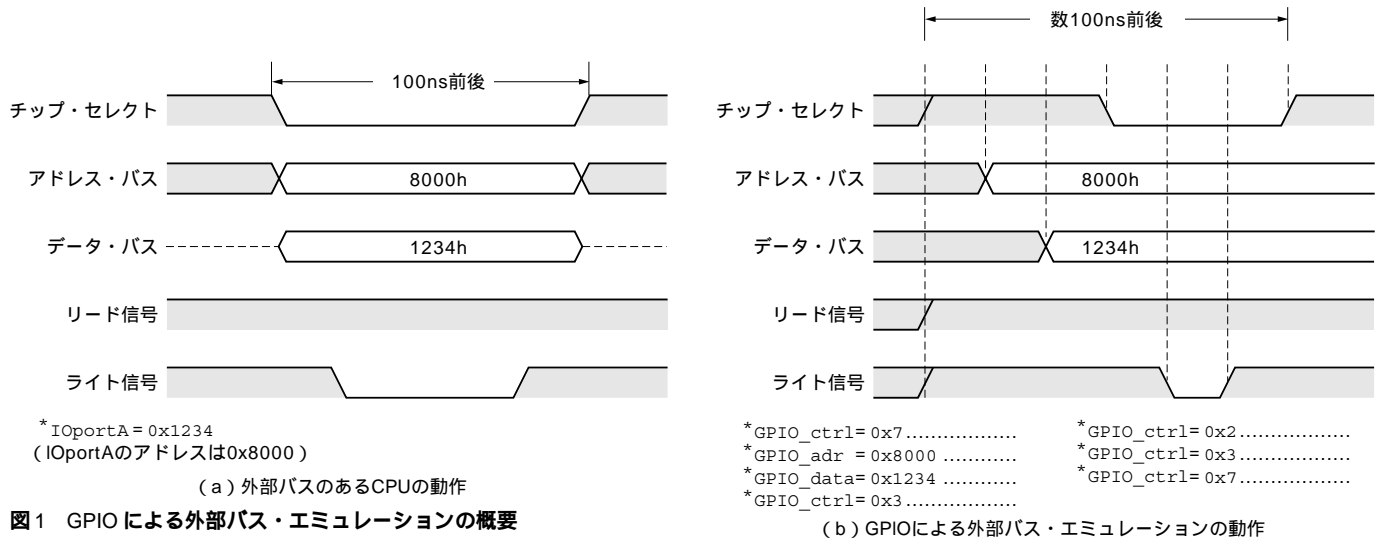 100ns前後
チップ・セレクト
アドレス・バス
8000h
データ・バス
1234h
リード信号
ライト信号
*IOportA = 0x1234
(IOportAのアドレスは0x8000)
(a)外部バスのあるCPUの動作
数100ns前後
チップ・セレクト
アドレス・バス
8000h
データ・バス
1234h
リード信号
ライト信号
*GPIO_ctrl= 0x7..................
*GPIO_adr = 0x8000 ............
*GPIO_data= 0x1234 ............
*GPIO_ctrl= 0x3..................
*GPIO_ctrl= 0x2..................
*GPIO_ctrl= 0x3..................
*GPIO_ctrl= 0x7..................
(b)GPIOによる外部バス・エミュレーションの動作
図1 GPIOによる外部バス・エミュレーションの概要